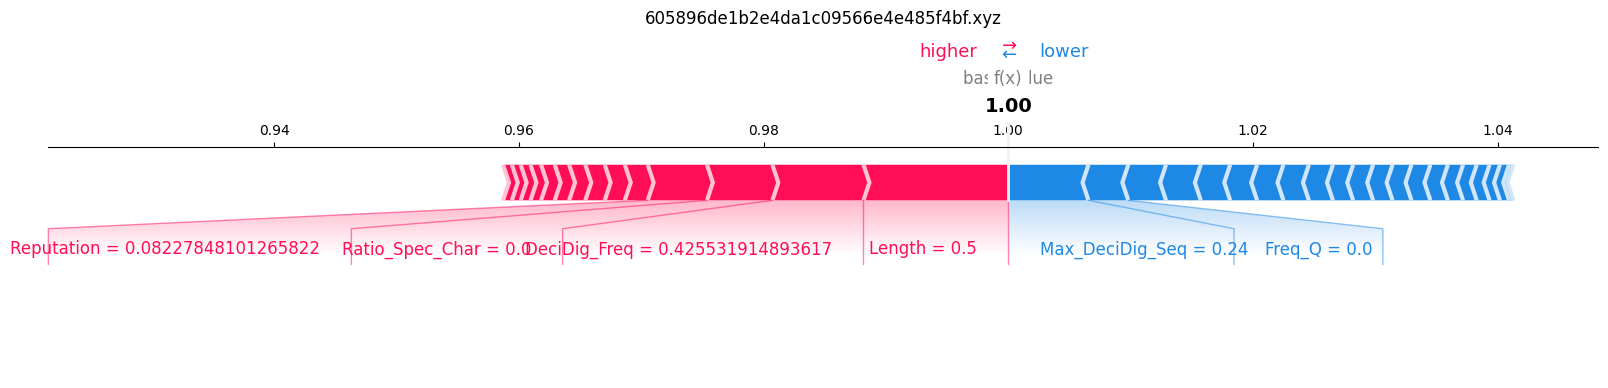 605896de1b2e4da1c09566e4e485f4bf.xyz
higher ⇄ lower
bas f(x) lue
1.00
0.94 0.96 0.98 1.00 1.02 1.04
Reputation = 0.08227848101265822 Ratio_Spec_Char = 0.0 DeciDig_Freq = 0.425531914893617 Length = 0.5 Max_DeciDig_Seq = 0.24 Freq_Q = 0.0